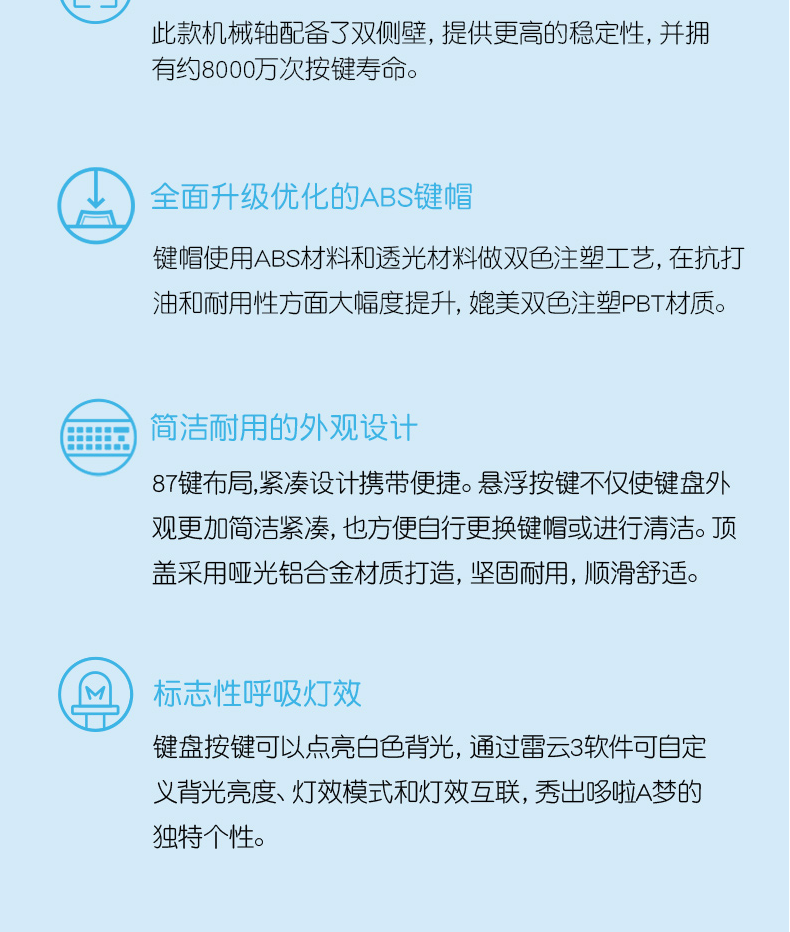 此款机械轴配备了双侧壁, 提供更高的稳定性, 并拥
有约8000万次按键寿命。
全面升级优化的ABS键帽
键帽使用ABS材料和透光材料做双色注塑工艺, 在抗打
油和耐用性方面大幅度提升, 媲美双色注塑PBT材质。
简洁耐用的外观设计
87键布局,紧凑设计携带便捷。悬浮按键不仅使键盘外
观更加简洁紧凑, 也方便自行更换键帽或进行清洁。顶
盖采用哑光铝合金材质打造, 坚固耐用, 顺滑舒适。
标志性呼吸灯效
键盘按键可以点亮白色背光, 通过雷云3软件可自定
义背光亮度、灯效模式和灯效互联, 秀出哆啦A梦的
独特个性。